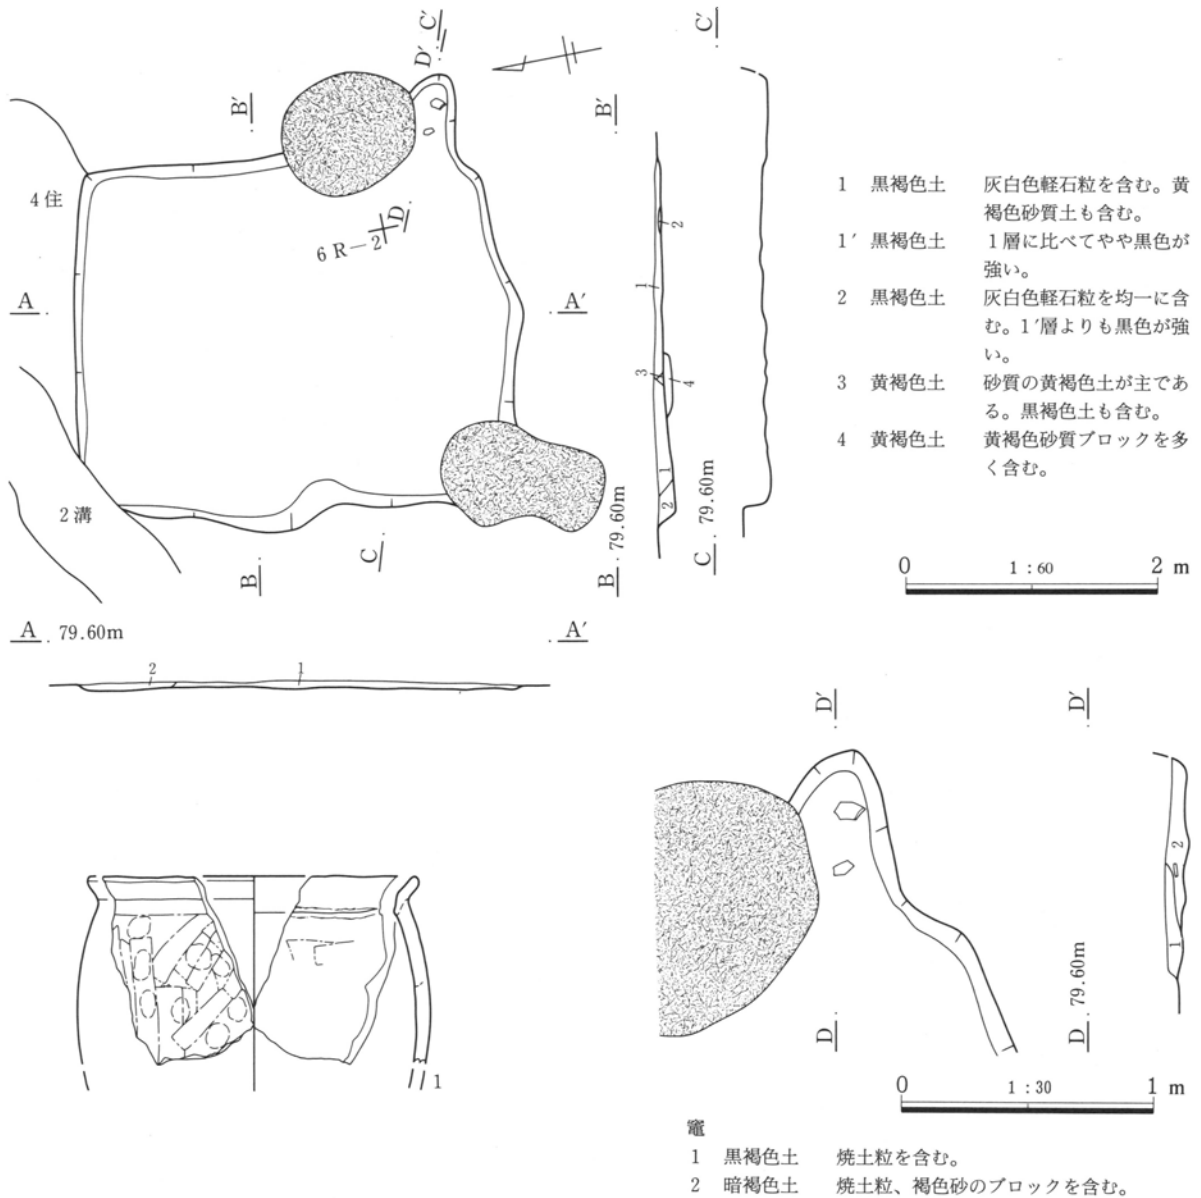 C′
D′
C′
B′
B′
4住
D
6R－2
A
A′
2溝
B
C
B 79.60m
2
1
3
4
1
2
C 79.60m
1 黒褐色土 灰白色軽石粒を含む。黄
褐色砂質土も含む。
1′ 黒褐色土 1層に比べてやや黒色が
強い。
2 黒褐色土 灰白色軽石粒を均一に含
む。1′層よりも黒色が強
い。
3 黄褐色土 砂質の黄褐色土が主であ
る。黒褐色土も含む。
4 黄褐色土 黄褐色砂質ブロックを多
く含む。
0 1：60 2 m
A 79.60m A′
2 1
D′ D′
2
1
D D 79.60m
1
0 1：30 1 m
竈
1 黒褐色土 焼土粒を含む。
2 暗褐色土 焼土粒、褐色砂のブロックを含む。